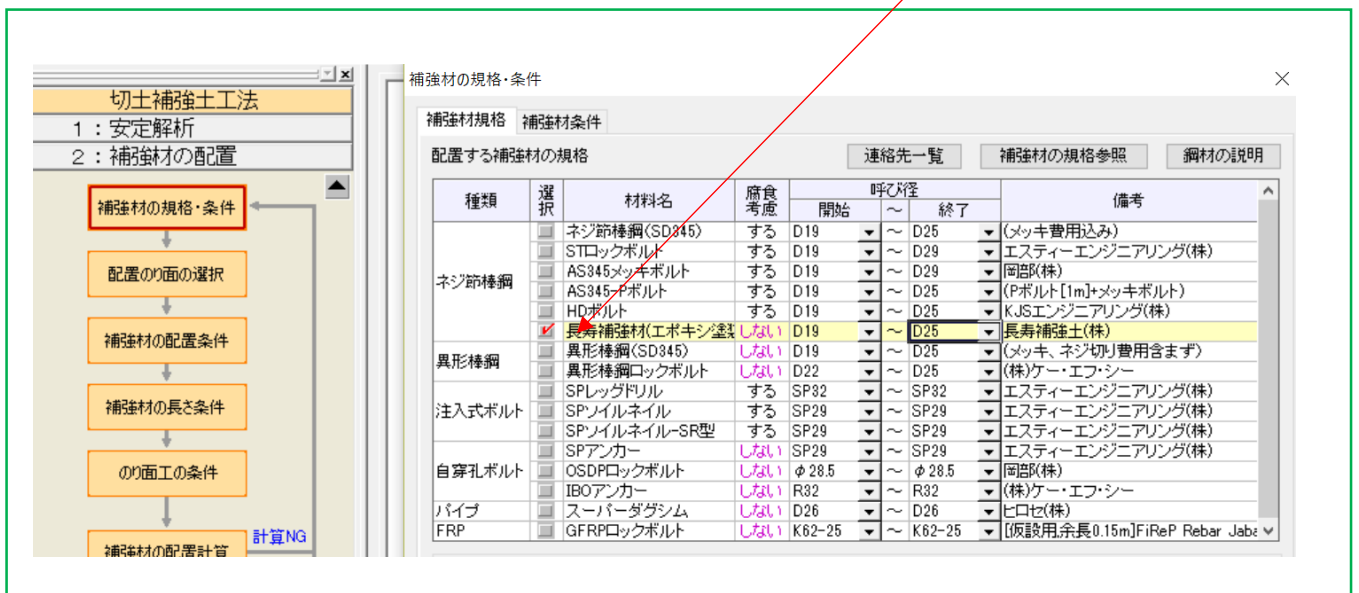 切土補強土工法
1：安定解析
2：補強材の配置
補強材の規格・条件
配置のり面の選択
補強材の配置条件
補強材の長さ条件
のり面工の条件
補強材の配置計算
計算NG
補強材の規格・条件
補強材規格 補強材条件
配置する補強材の規格 連絡先一覧 補強材の規格参照 鋼材の説明
種類 選択 材料名 腐食考慮 呼び径 開始 ～ 終了 備考
ネジ節棒鋼 ネジ節棒鋼(SD345) する D19 ～ D25 (メッキ費用込み)
STロックボルト する D19 ～ D29 エスティーエンジニアリング(株)
AS345メッキボルト する D19 ～ D29 岡部(株)
AS345-Pボルト する D19 ～ D25 (Pボルト[1m]+メッキボルト)
HDボルト する D19 ～ D25 KJSエンジニアリング(株)
長寿補強材(エポキシ塗装 しない D19 ～ D25 長寿補強土(株)
異形棒鋼 異形棒鋼(SD345) しない D19 ～ D25 (メッキ、ネジ切り費用含まず)
異形棒鋼ロックボルト しない D22 ～ D25 (株)ケー・エフ・シー
注入式ボルト SPレッグドリル する SP32 ～ SP32 エスティーエンジニアリング(株)
SPソイルネイル する SP29 ～ SP29 エスティーエンジニアリング(株)
SPソイルネイル-SR型 する SP29 ～ SP29 エスティーエンジニアリング(株)
自穿孔ボルト SPアンカー しない SP29 ～ SP29 エスティーエンジニアリング(株)
OSDPロックボルト しない φ28.5 ～ φ28.5 岡部(株)
IBOアンカー しない R32 ～ R32 (株)ケー・エフ・シー
パイプ スーパーダグシム しない D26 ～ D26 ヒロセ(株)
FRP GFRPロックボルト しない K62-25 ～ K62-25 [仮設用,余長0.15m]FiReP Rebar Jaba